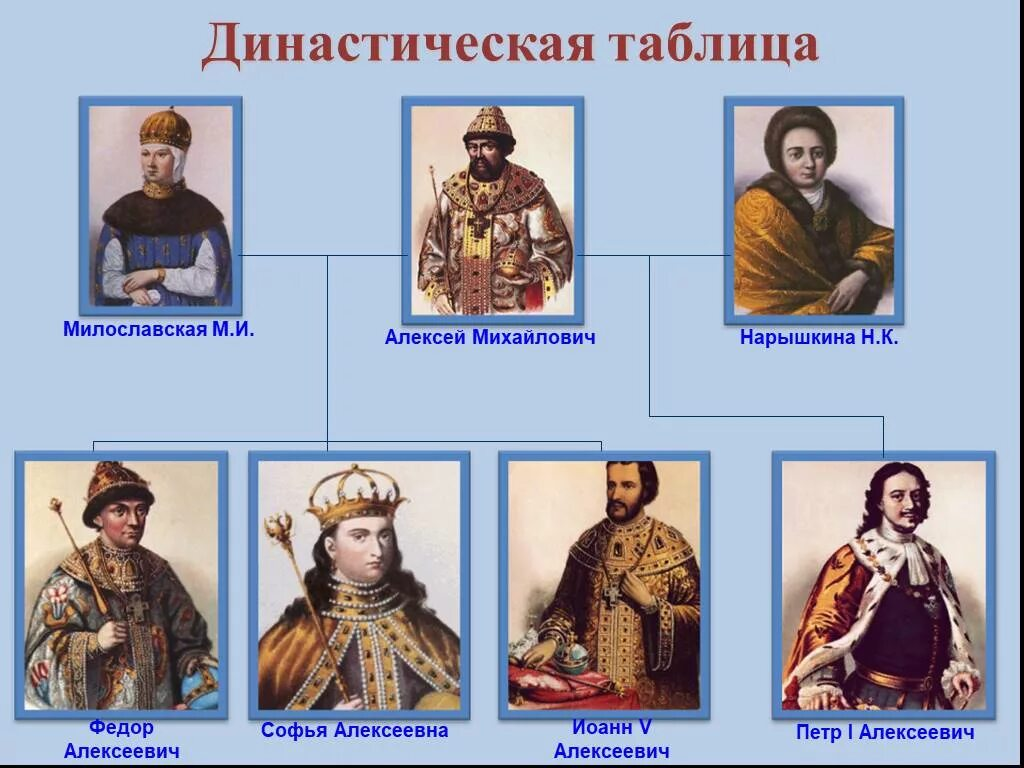 Династическая таблица
Милославская М.И.
Алексей Михайлович
Нарышкина Н.К.
Федор
Алексеевич
Софья Алексеевна
Иоанн V
Алексеевич
Петр I Алексеевич